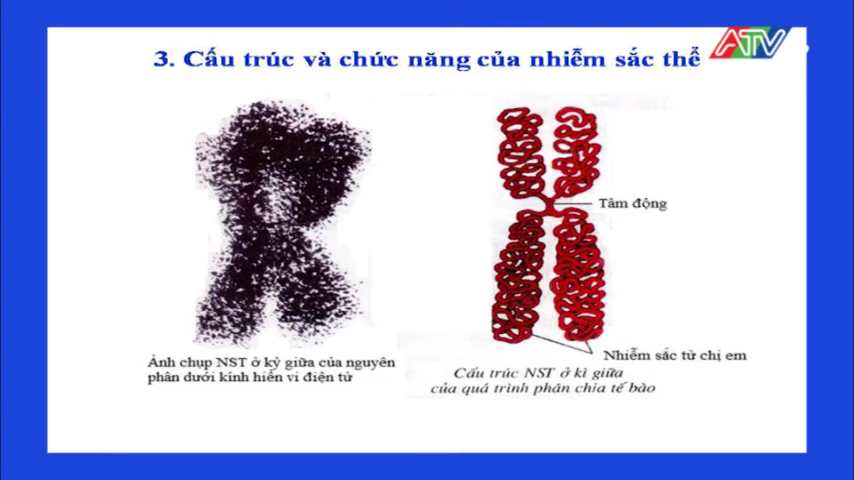 ATV
3. Cấu trúc và chức năng của nhiễm sắc thể
Tâm động
Nhiễm sắc tử chị em
Ảnh chụp NST ở kỳ giữa của nguyên
phân dưới kính hiển vi điện tử
Cấu trúc NST ở kì giữa
của quá trình phân chia tế bào